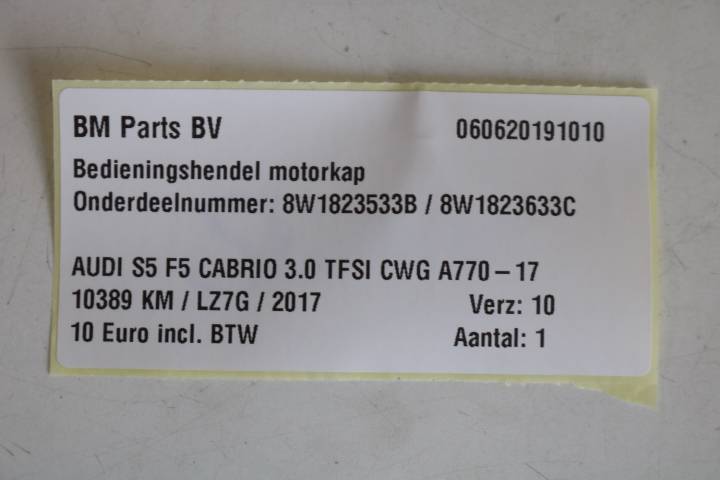 BM Parts BV 060620191010
Bedieningshendel motorkap
Onderdeelnummer: 8W1823533B / 8W1823633C
AUDI S5 F5 CABRIO 3.0 TFSI CWG A770 – 17
10389 KM / LZ7G / 2017 Verz: 10
10 Euro incl. BTW Aantal: 1